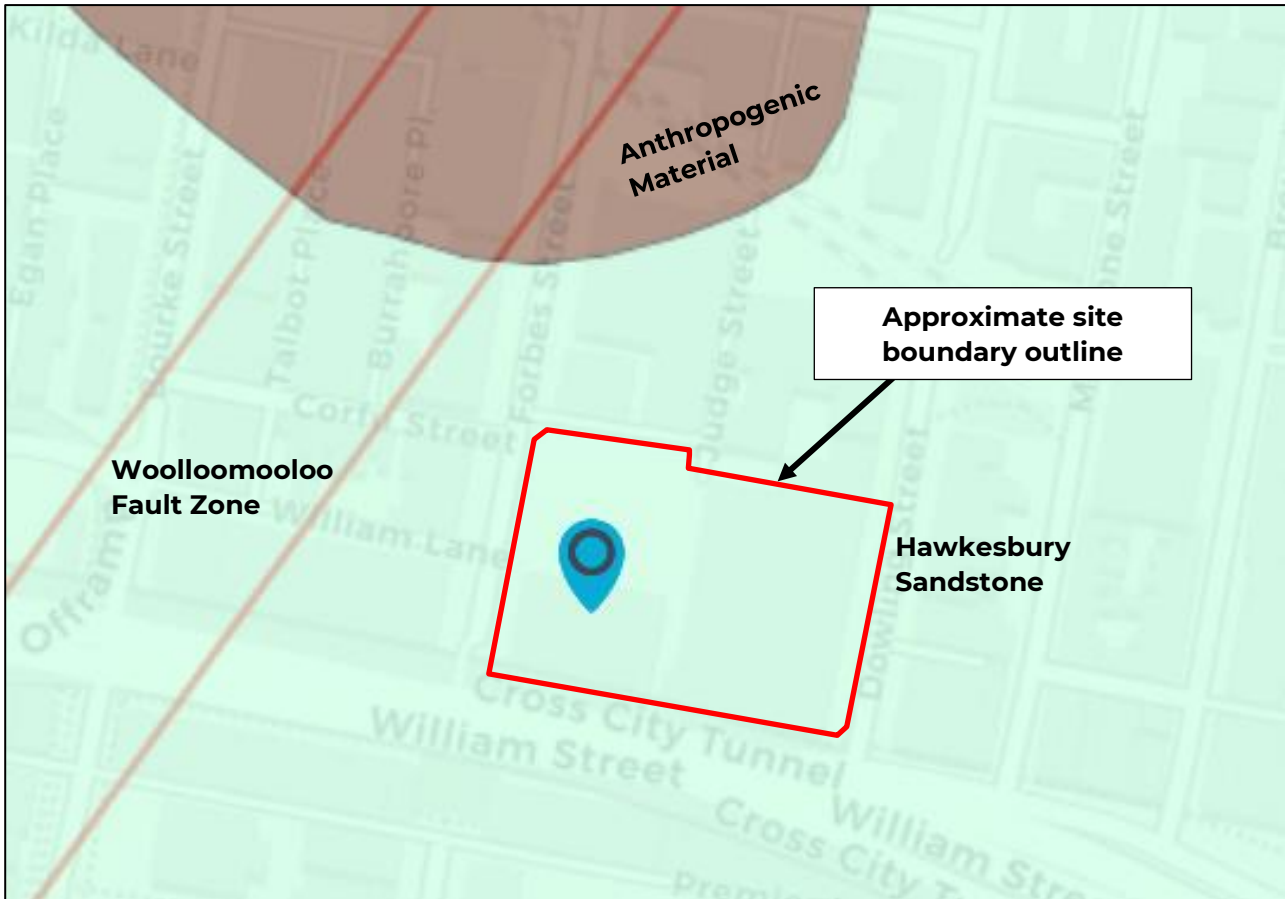 Kilda Lane
Egan Place
Bourke Street
Talbot Place
Burrahpore Pl.
Forbes Street
Anthropogenic
Material
Judge Street
Approximate site
boundary outline
Corfu Street
Woolloomooloo
Fault Zone
William Lane
Offramp
Hawkesbury
Sandstone
Dowling Street
Cross City Tunnel
William Street
William Stre
Cross City T
Premi